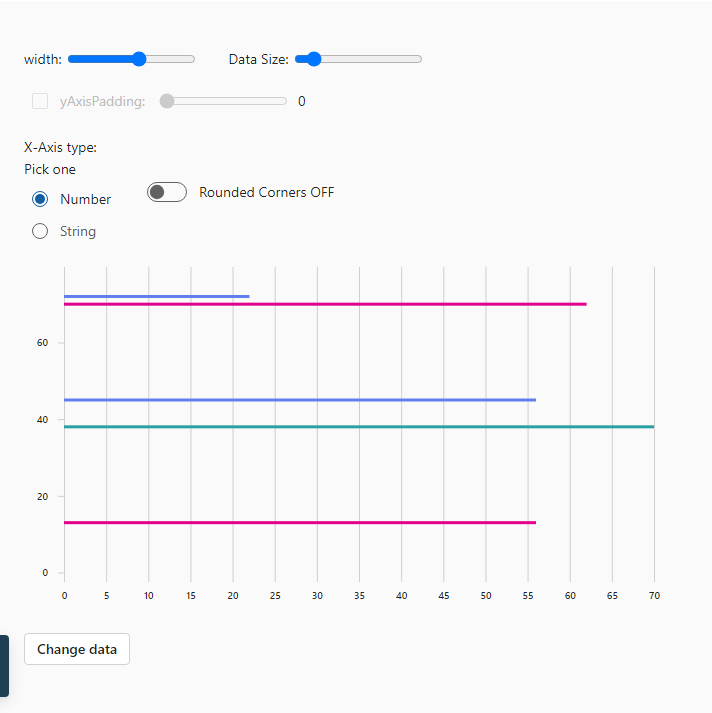 width: Data Size:
yAxisPadding: 0
X-Axis type:
Pick one
Number Rounded Corners OFF
String
60
40
20
0
0 5 10 15 20 25 30 35 40 45 50 55 60 65 70
Change data